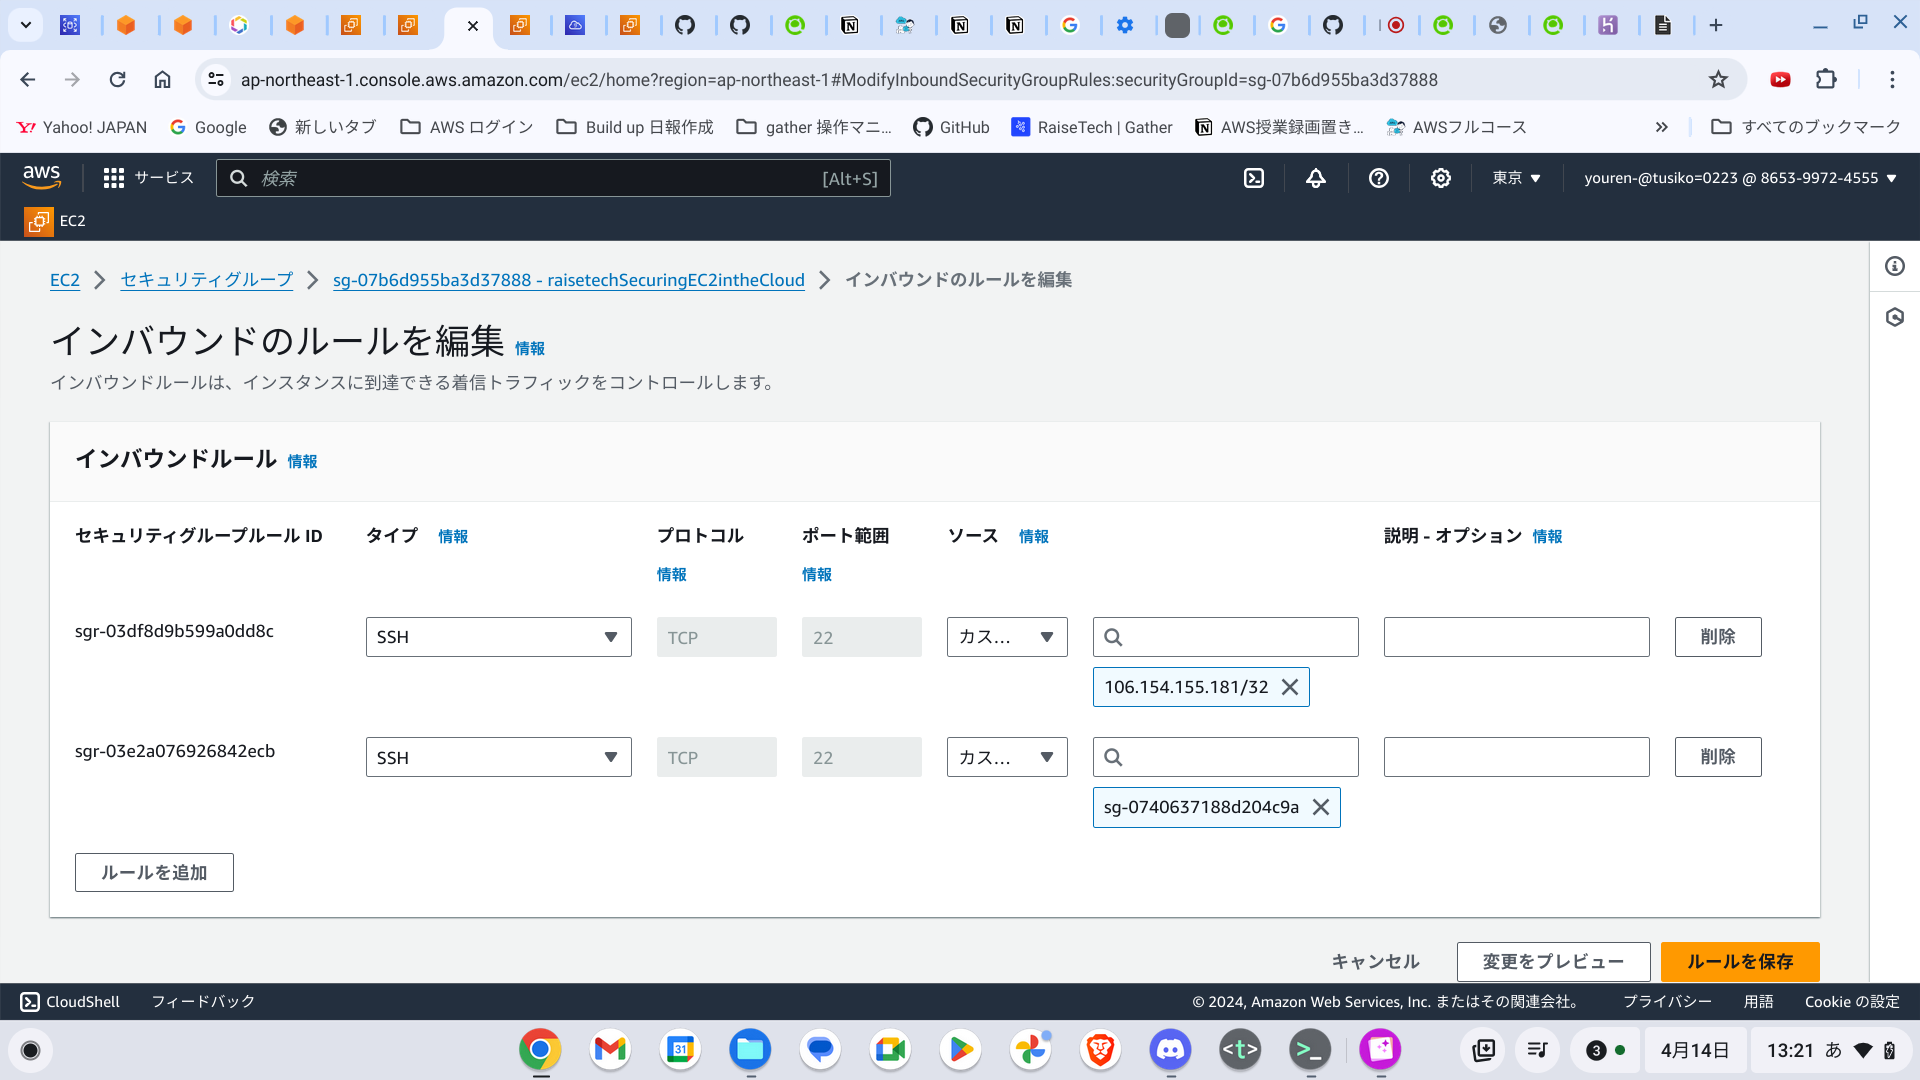 ap-northeast-1.console.aws.amazon.com/ec2/home?region=ap-northeast-1#ModifyInboundSecurityGroupRules:securityGroupId=sg-07b6d955ba3d37888
Yahoo! JAPAN
Google
新しいタブ
AWS ログイン
Build up 日報作成
gather 操作マニ...
GitHub
RaiseTech | Gather
AWS授業録画置き...
AWSフルコース
すべてのブックマーク
aws
サービス
検索
[Alt+S]
東京
youren-@tusiko=0223 @ 8653-9972-4555
EC2
EC2
セキュリティグループ
sg-07b6d955ba3d37888 - raisetechSecuringEC2intheCloud
インバウンドのルールを編集
インバウンドのルールを編集 情報
インバウンドルールは、インスタンスに到達できる着信トラフィックをコントロールします。
インバウンドルール 情報
セキュリティグループルール ID
タイプ 情報
プロトコル 情報
ポート範囲 情報
ソース 情報
説明 - オプション 情報
sgr-03df8d9b599a0dd8c
SSH
TCP
22
カス...
削除
106.154.155.181/32
sgr-03e2a076926842ecb
SSH
TCP
22
カス...
削除
sg-0740637188d204c9a
ルールを追加
キャンセル
変更をプレビュー
ルールを保存
CloudShell
フィードバック
© 2024, Amazon Web Services, Inc. またはその関連会社。
プライバシー
用語
Cookie の設定
31
<t>
>_
3
4月14日
13:21
あ